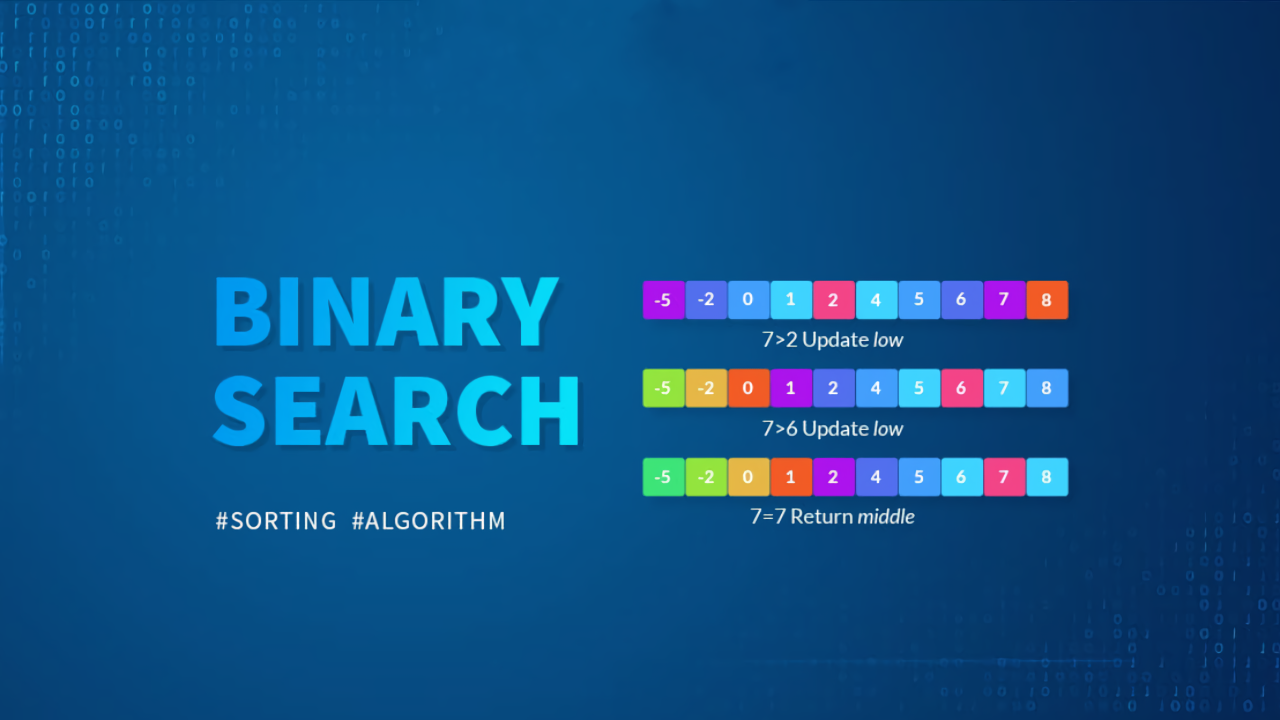 BINARY
SEARCH
#SORTING #ALGORITHM
-5 -2 0 1 2 4 5 6 7 8
7>2 Update low
-5 -2 0 1 2 4 5 6 7 8
7>6 Update low
-5 -2 0 1 2 4 5 6 7 8
7=7 Return middle